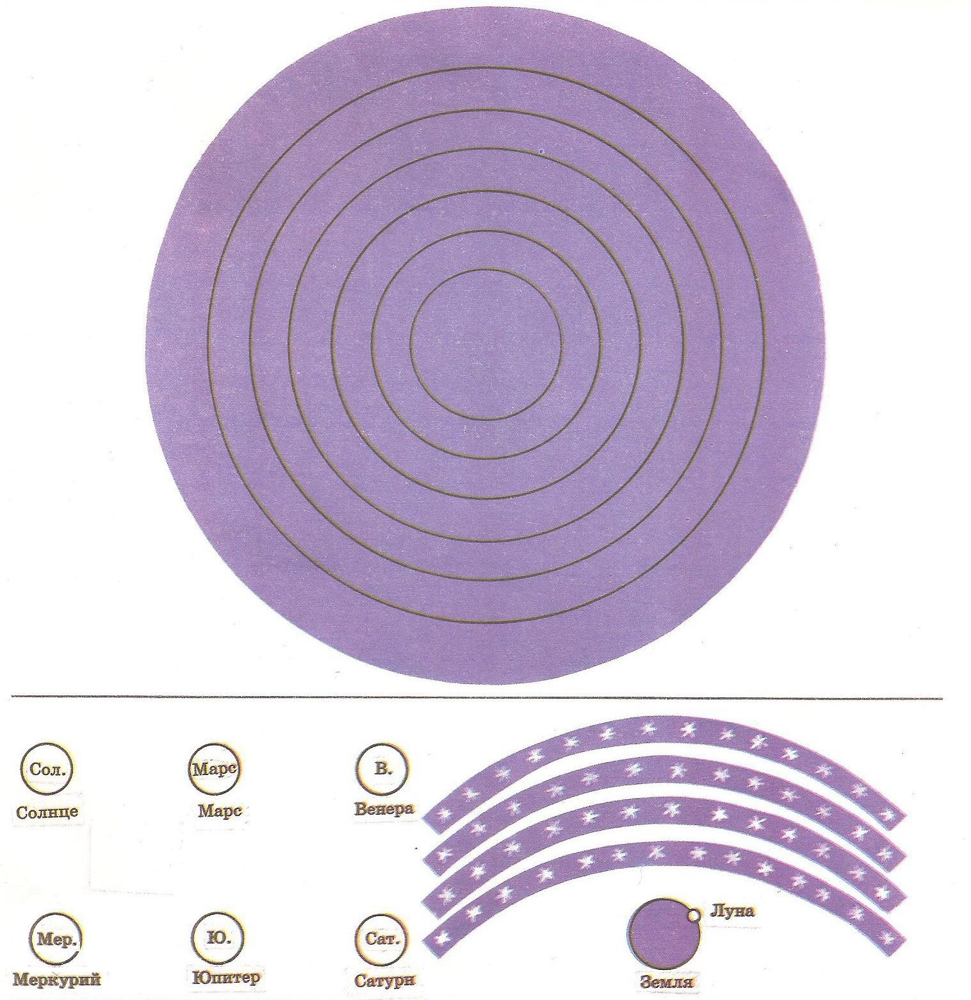 Сол.
Марс
В.
Солнце
Марс
Венера
Мер.
Ю.
Сат.
Луна
Меркурий
Юпитер
Сатурн
Земля